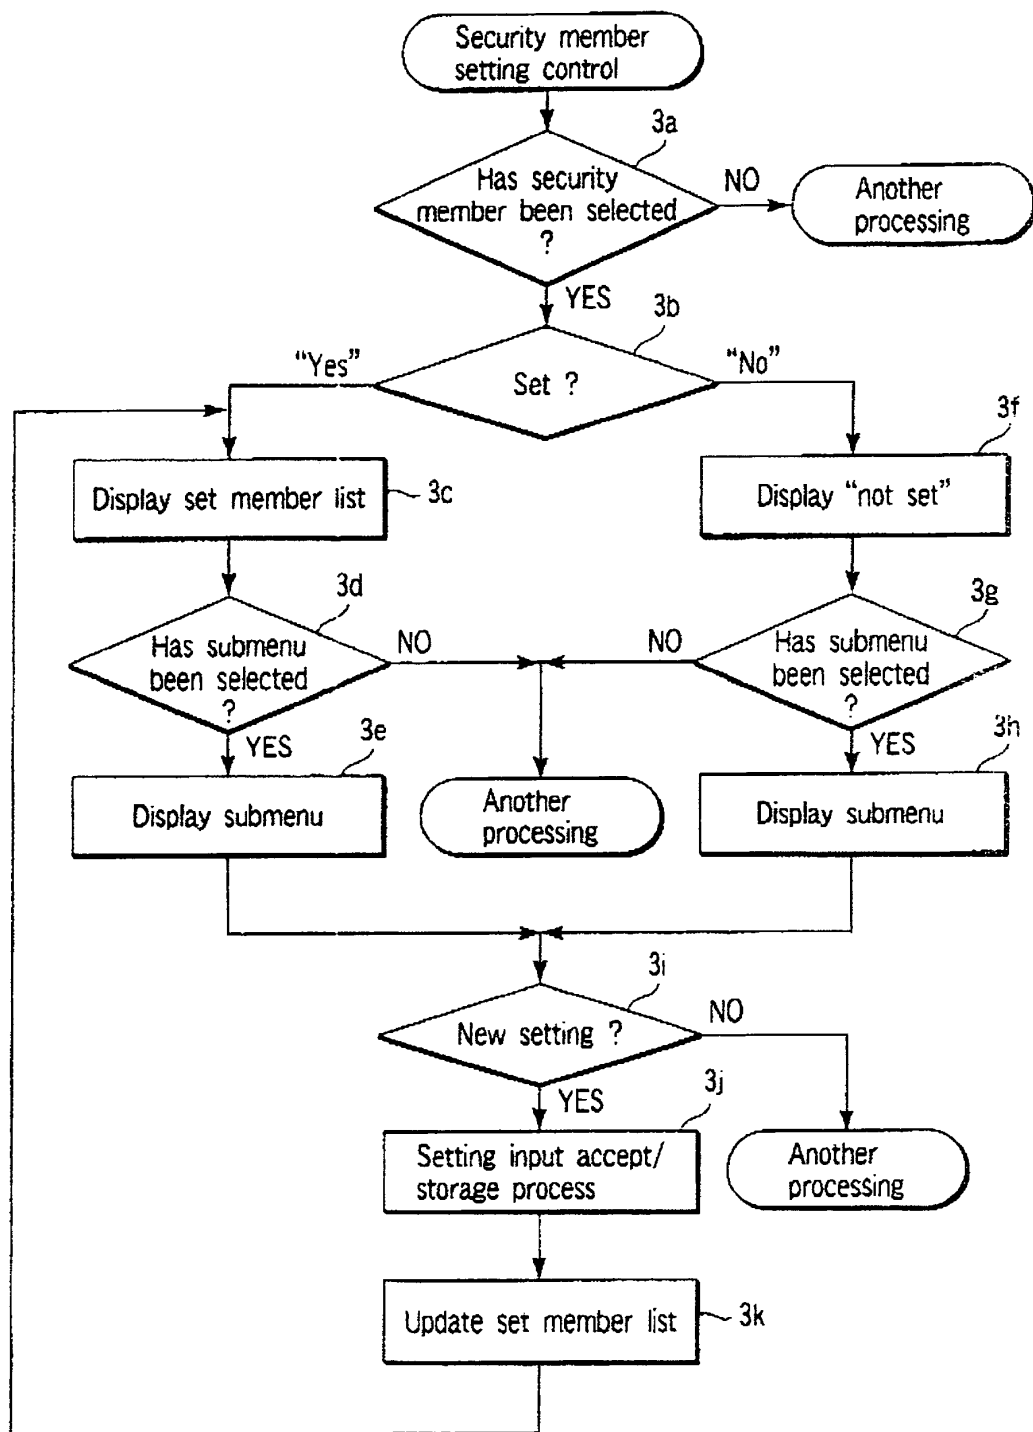 Security member
setting control
3a
Has security
member been selected
?
NO
Another
processing
YES
3b
"Yes"
Set ?
"No"
3f
Display set member list
3c
Display "not set"
3d
3g
Has submenu
been selected
?
NO
NO
Has submenu
been selected
?
YES
3e
YES
3h
Display submenu
Another
processing
Display submenu
3i
New setting ?
NO
YES
3j
Setting input accept/
storage process
Another
processing
Update set member list
3k